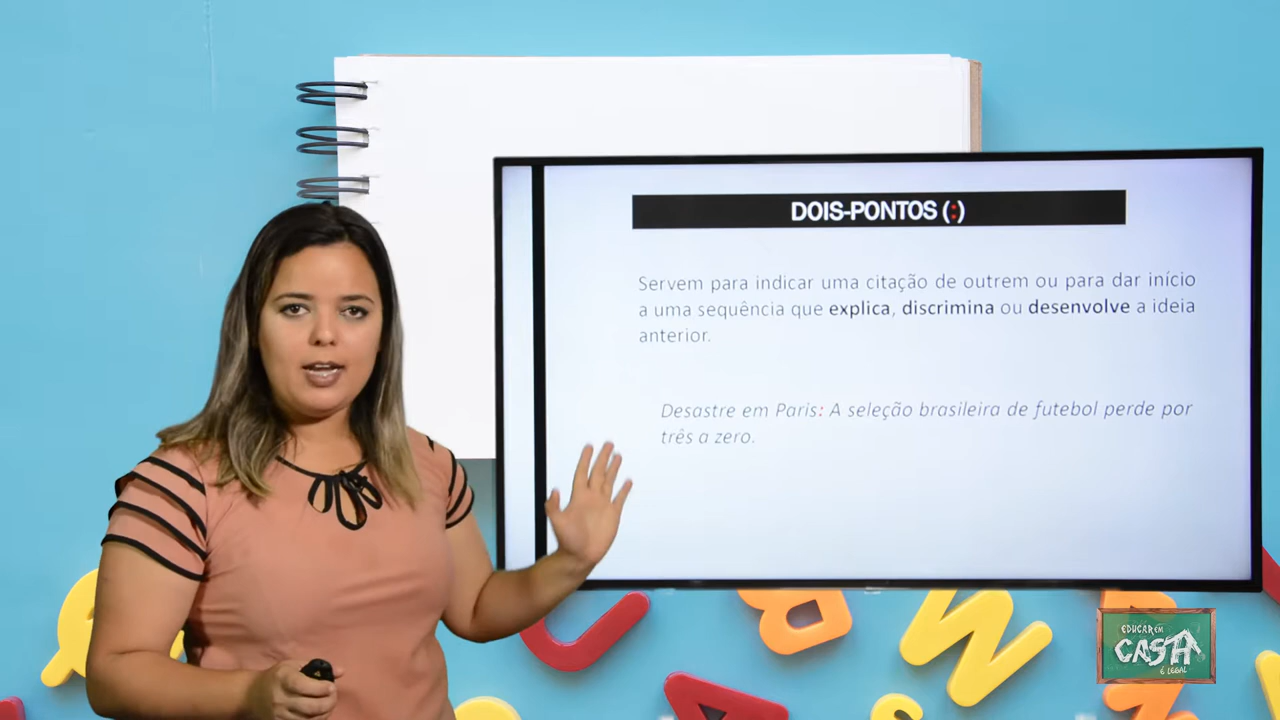 DOIS-PONTOS (:)
Servem para indicar uma citação de outrem ou para dar início
a uma sequência que explica, discrimina ou desenvolve a ideia
anterior.
Desastre em Paris: A seleção brasileira de futebol perde por
três a zero.
EDUCAR EM
CASA
É LEGAL